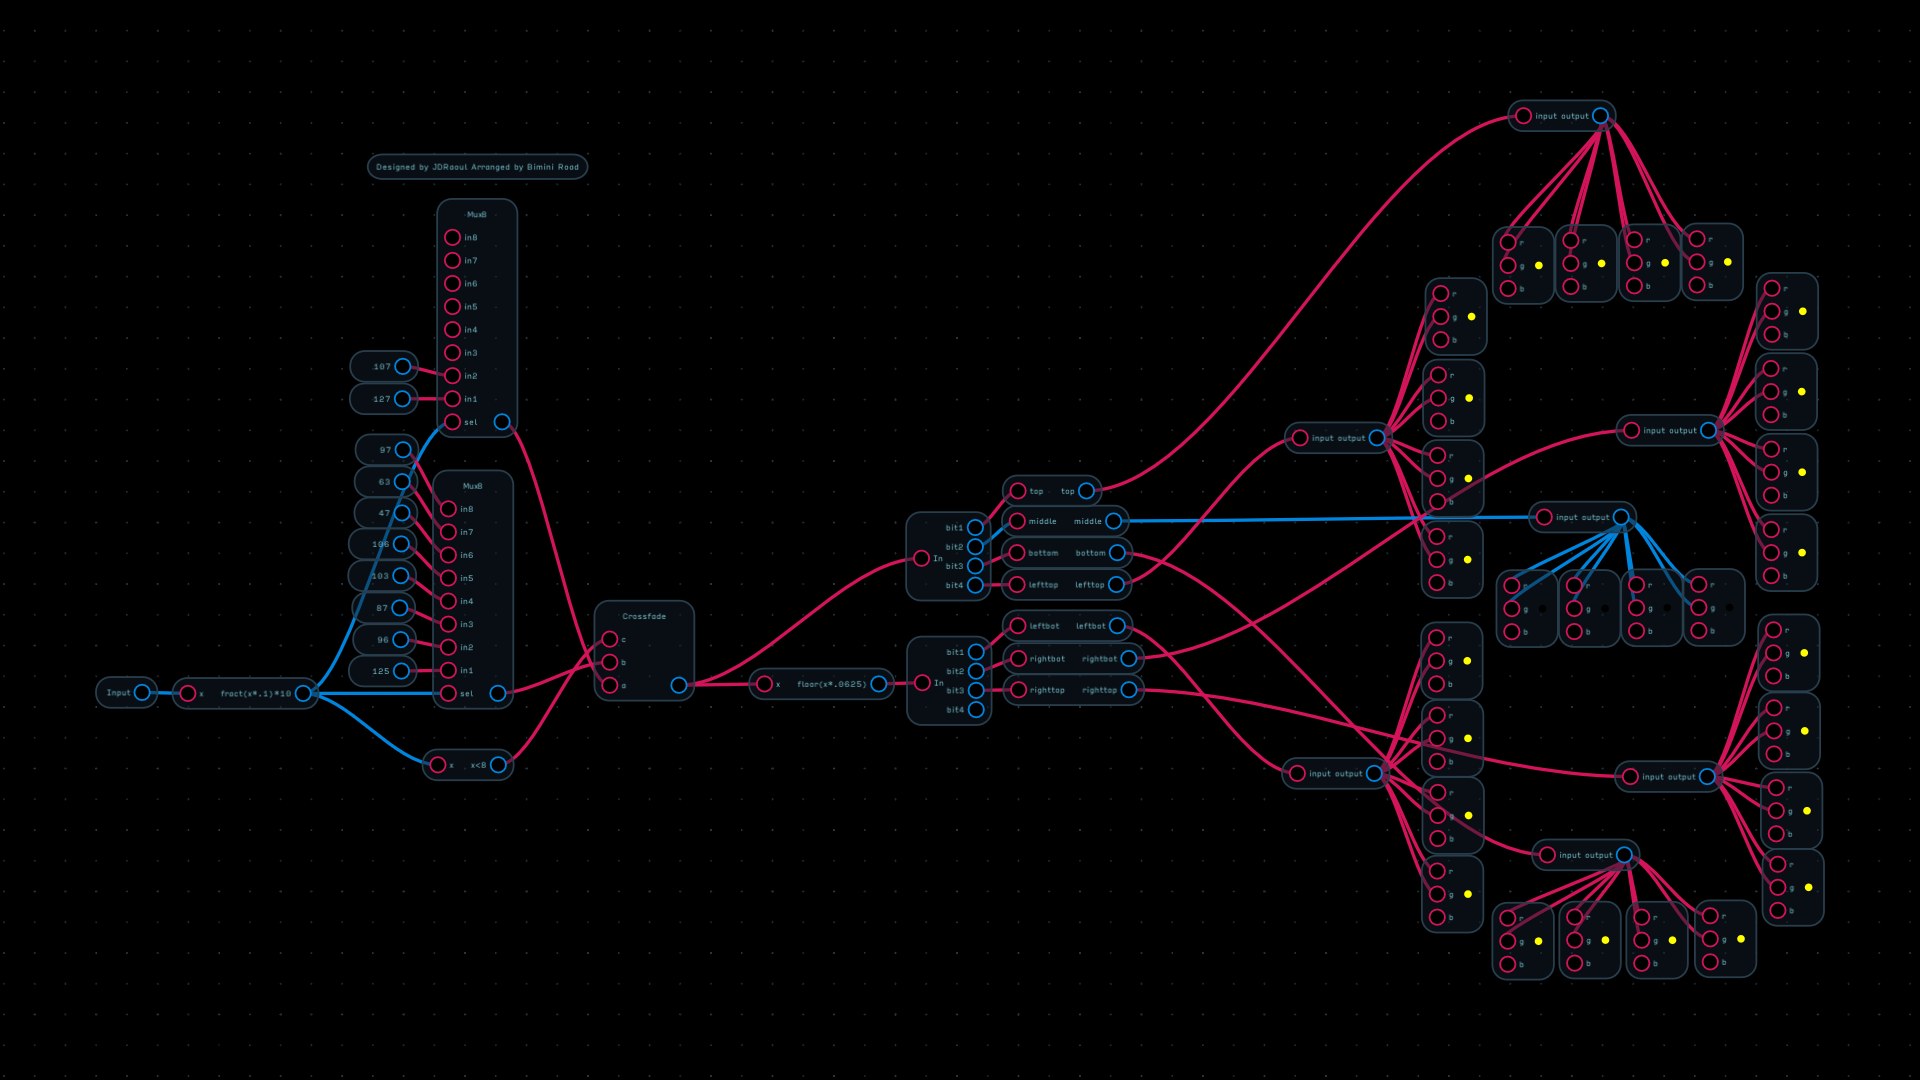 Designed by JDRaoul Arranged by Bimini Road
Mux8
in8
in7
in6
in5
in4
in3
107 in2
127 in1
sel
97
63
47
106
103
87
96
125
Mux8
in8
in7
in6
in5
in4
in3
in2
in1
sel
Input
x fract(x*.1)*10
x x<8
Crossfade
c
b
a
x floor(x*.0625)
In
bit1
bit2
bit3
bit4
top top
middle middle
bottom bottom
lefttop lefttop
In
bit1
bit2
bit3
bit4
leftbot leftbot
rightbot rightbot
righttop righttop
input output
r
g
b
r
g
b
r
g
b
r
g
b
input output
r
g
b
r
g
b
r
g
b
r
g
b
input output
r
g
b
r
g
b
r
g
b
r
g
b
input output
r
g
b
r
g
b
r
g
b
r
g
b
input output
r
g
b
r
g
b
r
g
b
r
g
b
input output
r
g
b
r
g
b
r
g
b
r
g
b
input output
r
g
b
r
g
b
r
g
b
r
g
b